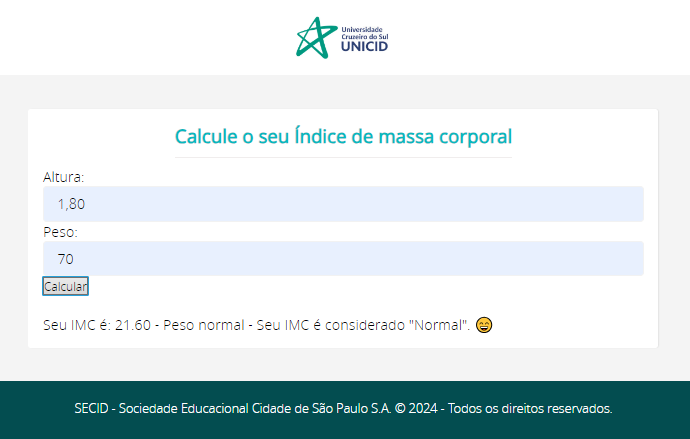 Universidade
Cruzeiro do Sul
UNICID
Calcule o seu Índice de massa corporal
Altura:
1,80
Peso:
70
Calcular
Seu IMC é: 21.60 - Peso normal - Seu IMC é considerado "Normal". 😄
SECID - Sociedade Educacional Cidade de São Paulo S.A. © 2024 - Todos os direitos reservados.